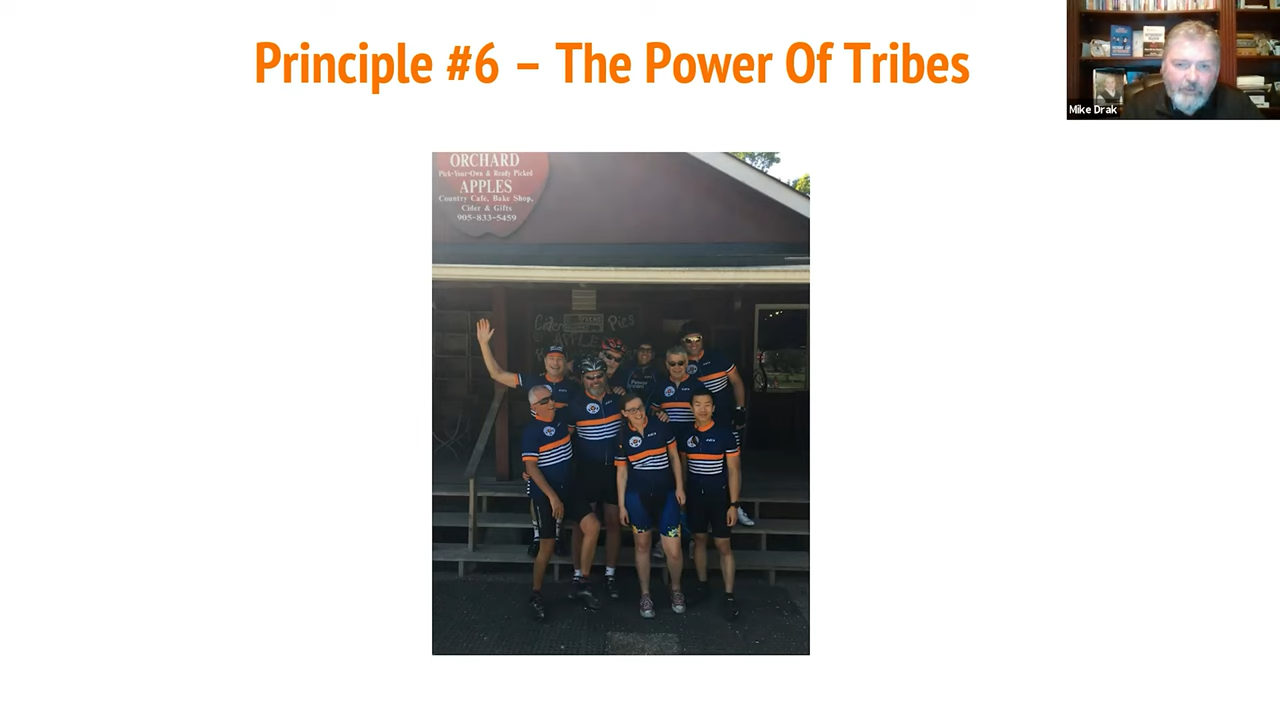 Principle #6 – The Power Of Tribes
Mike Drak
ORCHARD
Pick-Your-Own & Ready Picked
APPLES
Country Cafe, Bake Shop,
Cider & Gifts
905-833-5459
Pies
APPLE